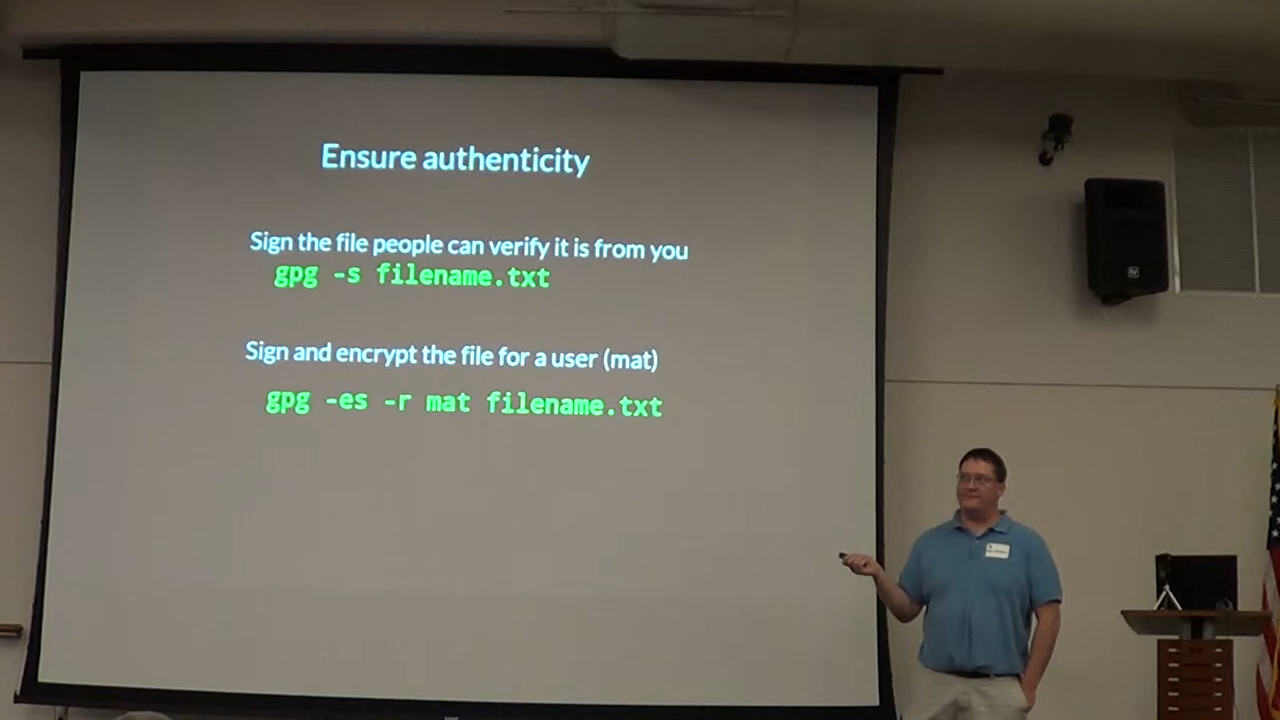 Ensure authenticity
Sign the file people can verify it is from you
gpg -s filename.txt
Sign and encrypt the file for a user (mat)
gpg -es -r mat filename.txt